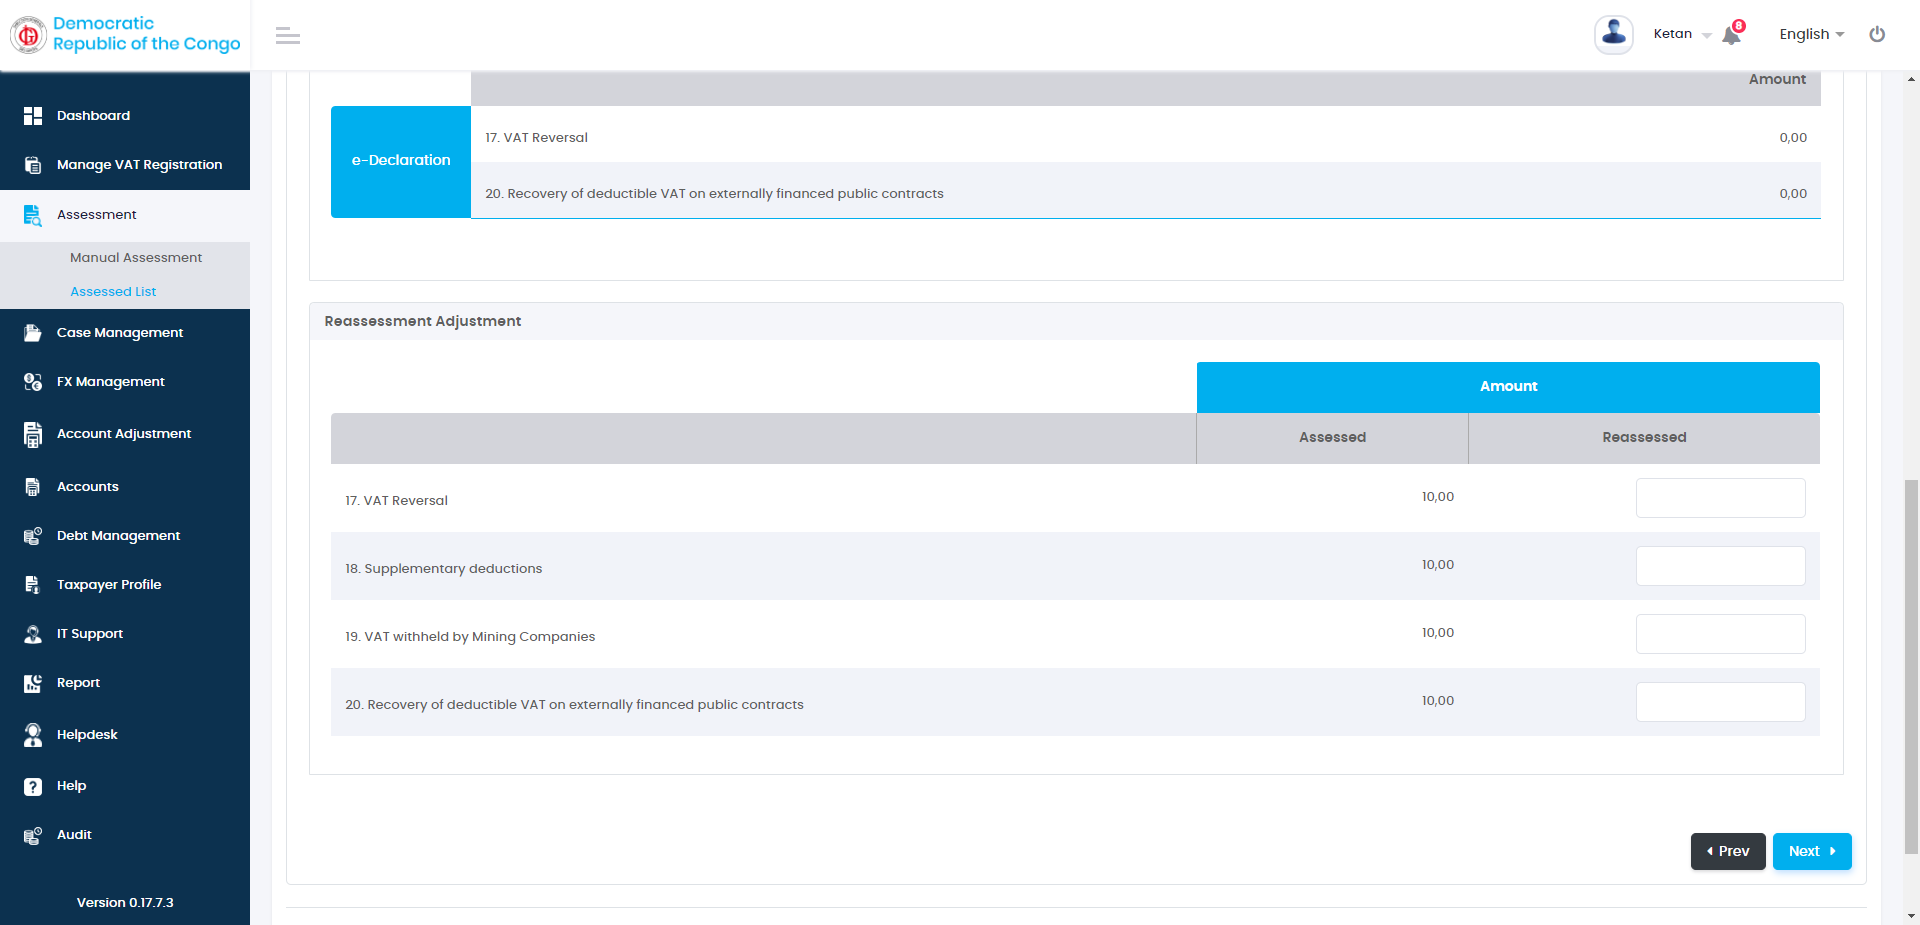 Democratic
Republic of the Congo
Ketan
8
English
Dashboard
Manage VAT Registration
Assessment
Manual Assessment
Assessed List
Case Management
FX Management
Account Adjustment
Accounts
Debt Management
Taxpayer Profile
IT Support
Report
Helpdesk
Help
Audit
Version 0.17.7.3
Amount
e-Declaration
17. VAT Reversal 0,00
20. Recovery of deductible VAT on externally financed public contracts 0,00
Reassessment Adjustment
Amount
Assessed Reassessed
17. VAT Reversal 10,00
18. Supplementary deductions 10,00
19. VAT withheld by Mining Companies 10,00
20. Recovery of deductible VAT on externally financed public contracts 10,00
Prev Next